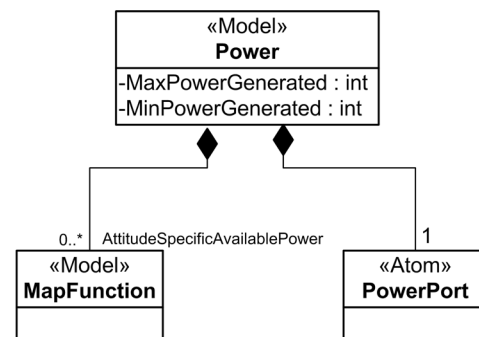 «Model»
Power
-MaxPowerGenerated : int
-MinPowerGenerated : int
0..* AttitudeSpecificAvailablePower
1
«Model»
MapFunction
«Atom»
PowerPort